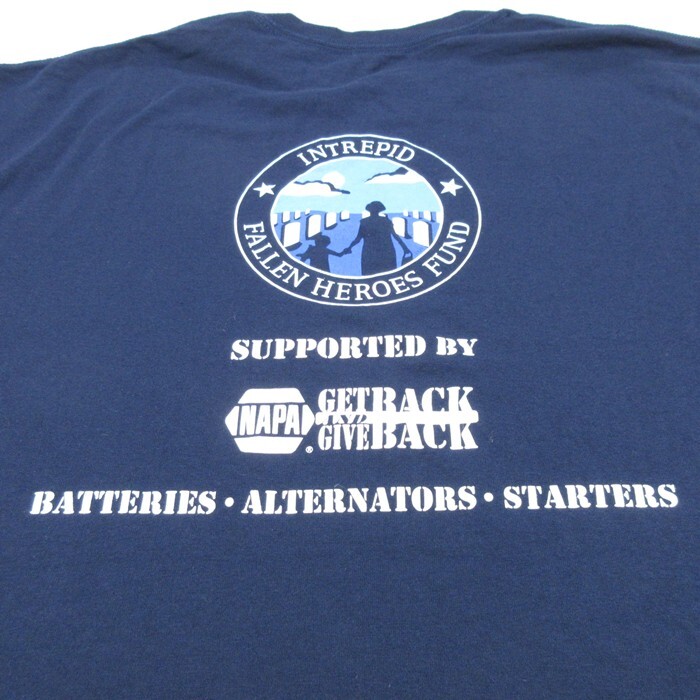 INTREPID
FALLEN HEROES FUND
SUPPORTED BY
NAPA®
GET BACK
AND
GIVE BACK
BATTERIES • ALTERNATORS • STARTERS